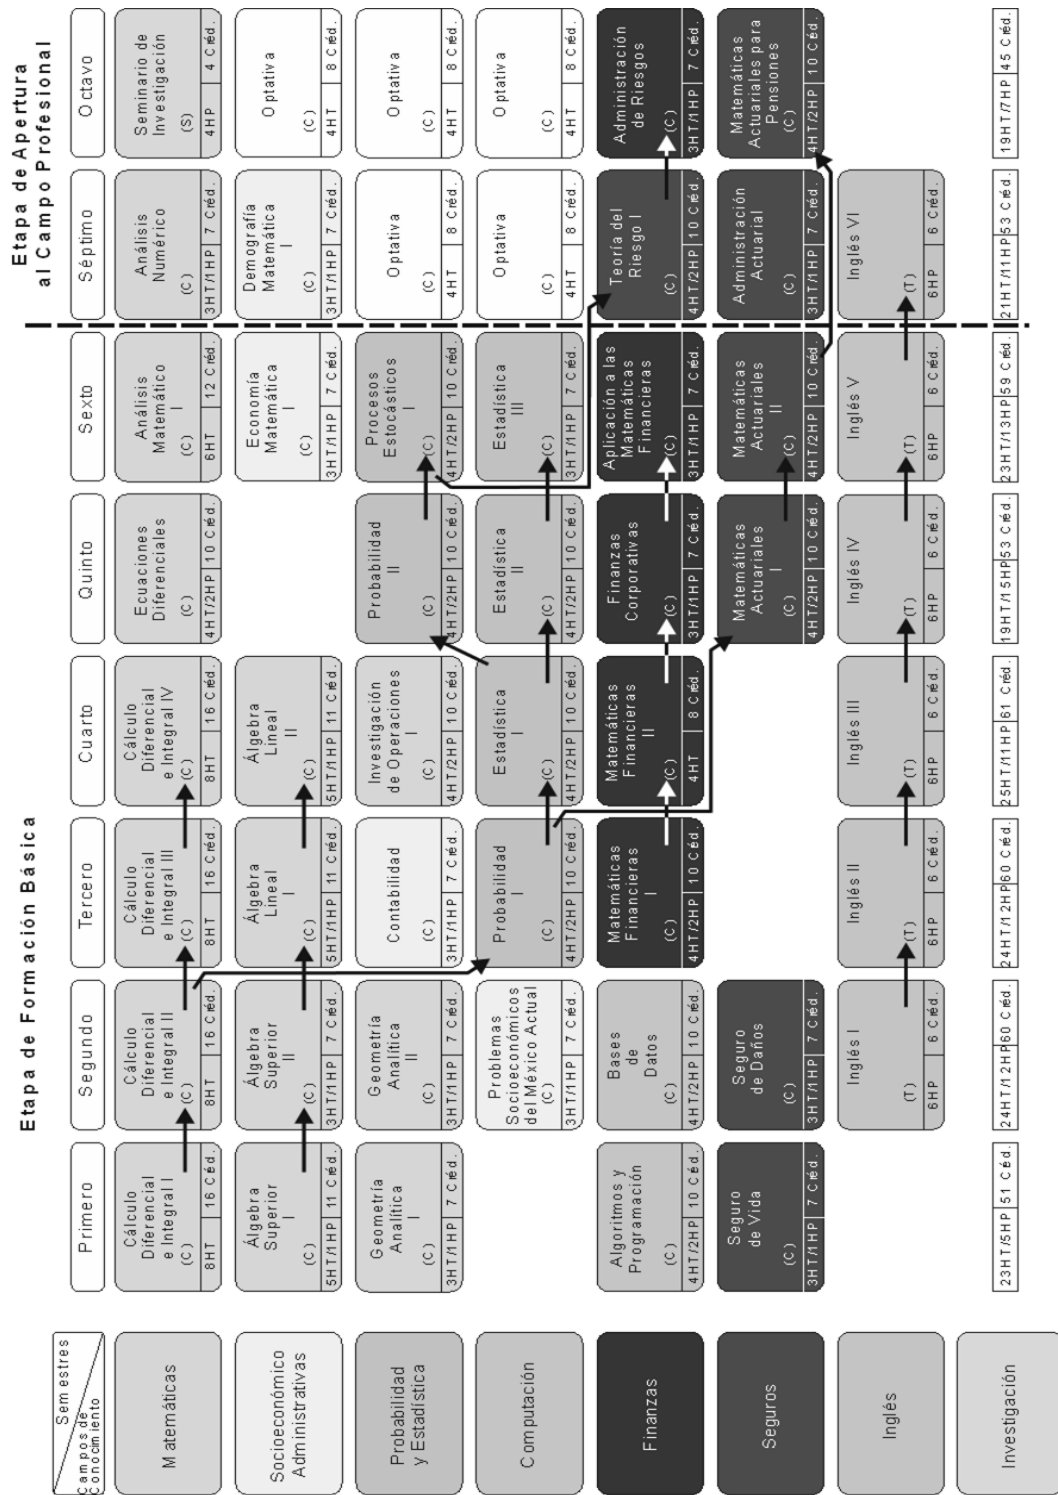 Etapa de Formación Básica
Etapa de Apertura
al Campo Profesional
Semestres
Campos de
Conocimiento
Primero
Segundo
Tercero
Cuarto
Quinto
Sexto
Séptimo
Octavo
Matemáticas
Cálculo
Diferencial
e Integral I
(C)
8HT 16 Créd.
Cálculo
Diferencial
e Integral II
(C)
8HT 16 Créd.
Cálculo
Diferencial
e Integral III
(C)
8HT 16 Créd.
Cálculo
Diferencial
e Integral IV
(C)
8HT 16 Créd.
Ecuaciones
Diferenciales
(C)
4HT/2HP 10 Créd.
Análisis
Matemático
I
(C)
6HT 12 Créd.
Análisis
Numérico
(C)
3HT/1HP 7 Créd.
Seminario de
Investigación
(S)
4HP 4 Créd.
Socioeconómico
Administrativas
Álgebra
Superior
I
(C)
5HT/1HP 11 Créd.
Álgebra
Superior
II
(C)
3HT/1HP 7 Créd.
Álgebra
Lineal
I
(C)
5HT/1HP 11 Créd.
Álgebra
Lineal
II
(C)
5HT/1HP 11 Créd.
Economía
Matemática
I
(C)
3HT/1HP 7 Créd.
Demografía
Matemática
I
(C)
3HT/1HP 7 Créd.
Optativa
(C)
4HT 8 Créd.
Probabilidad
y Estadística
Geometría
Analítica
I
(C)
3HT/1HP 7 Créd.
Geometría
Analítica
II
(C)
3HT/1HP 7 Créd.
Contabilidad
(C)
3HT/1HP 7 Créd.
Investigación
de Operaciones
I
(C)
4HT/2HP 10 Créd.
Probabilidad
II
(C)
4HT/2HP 10 Créd.
Procesos
Estocásticos
I
(C)
4HT/2HP 10 Créd.
Optativa
(C)
4HT 8 Créd.
Optativa
(C)
4HT 8 Créd.
Computación
Problemas
Socioeconómicos
del México Actual
(C)
3HT/1HP 7 Créd.
Probabilidad
I
(C)
4HT/2HP 10 Créd.
Estadística
I
(C)
4HT/2HP 10 Créd.
Estadística
II
(C)
4HT/2HP 10 Créd.
Estadística
III
(C)
3HT/1HP 7 Créd.
Optativa
(C)
4HT 8 Créd.
Optativa
(C)
4HT 8 Créd.
Finanzas
Algoritmos y
Programación
(C)
4HT/2HP 10 Créd.
Bases
de
Datos
(C)
4HT/2HP 10 Créd.
Matemáticas
Financieras
I
(C)
4HT/2HP 10 Créd.
Matemáticas
Financieras
II
(C)
4HT 8 Créd.
Finanzas
Corporativas
(C)
3HT/1HP 7 Créd.
Aplicación a las
Matemáticas
Financieras
(C)
3HT/1HP 7 Créd.
Teoría del
Riesgo I
(C)
4HT/2HP 10 Créd.
Administración
de Riesgos
(C)
3HT/1HP 7 Créd.
Seguros
Seguro
de Vida
(C)
3HT/1HP 7 Créd.
Seguro
de Daños
(C)
3HT/1HP 7 Créd.
Matemáticas
Actuariales
I
(C)
4HT/2HP 10 Créd.
Matemáticas
Actuariales
II
(C)
4HT/2HP 10 Créd.
Administración
Actuarial
(C)
3HT/1HP 7 Créd.
Matemáticas
Actuariales para
Pensiones
(C)
4HT/2HP 10 Créd.
Inglés
Inglés I
(T)
6HP 6 Créd.
Inglés II
(T)
6HP 6 Créd.
Inglés III
(T)
6HP 6 Créd.
Inglés IV
(T)
6HP 6 Créd.
Inglés V
(T)
6HP 6 Créd.
Inglés VI
(T)
6HP 6 Créd.
Investigación
23HT/5HP 51 Céd.
24HT/12HP 60 Créd.
24HT/12HP 60 Créd.
25HT/11HP 61 Créd.
19HT/15HP 53 Créd.
23HT/13HP 59 Créd.
21HT/11HP 53 Créd.
19HT/7HP 45 Créd.